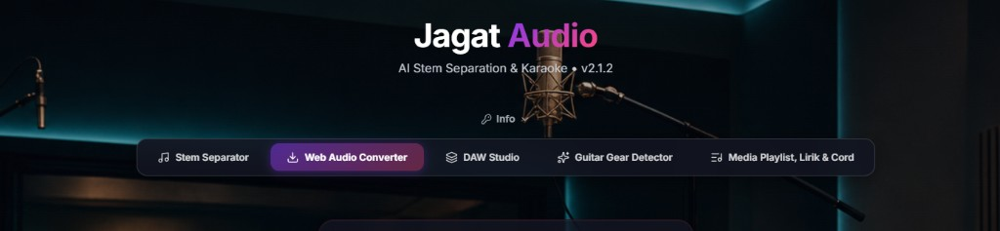 Jagat Audio
AI Stem Separation & Karaoke • v2.1.2
Info
Stem Separator
Web Audio Converter
DAW Studio
Guitar Gear Detector
Media Playlist, Lirik & Cord